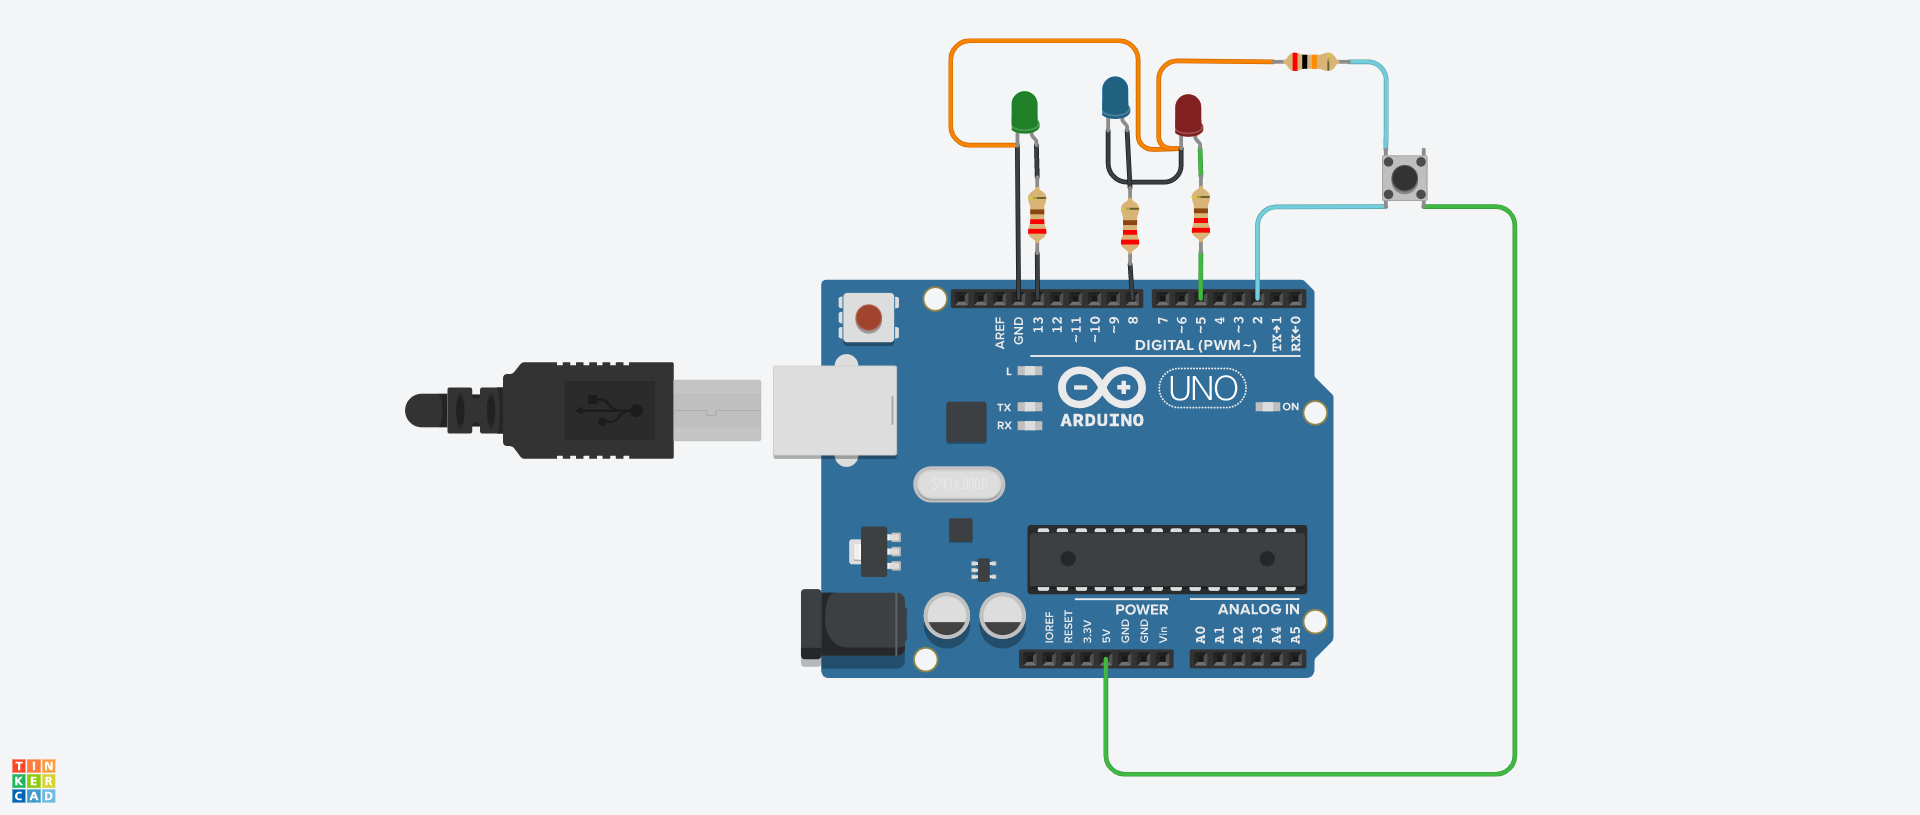 AREF
GND
13
12
~11
~10
~9
8
7
~6
~5
4
~3
2
TX→1
RX←0
DIGITAL (PWM~)
L
TX
RX
ARDUINO
UNO
ON
SPK16.000G
POWER
ANALOG IN
IOREF
RESET
3.3V
5V
GND
GND
Vin
A0
A1
A2
A3
A4
A5
TIN
KER
CAD